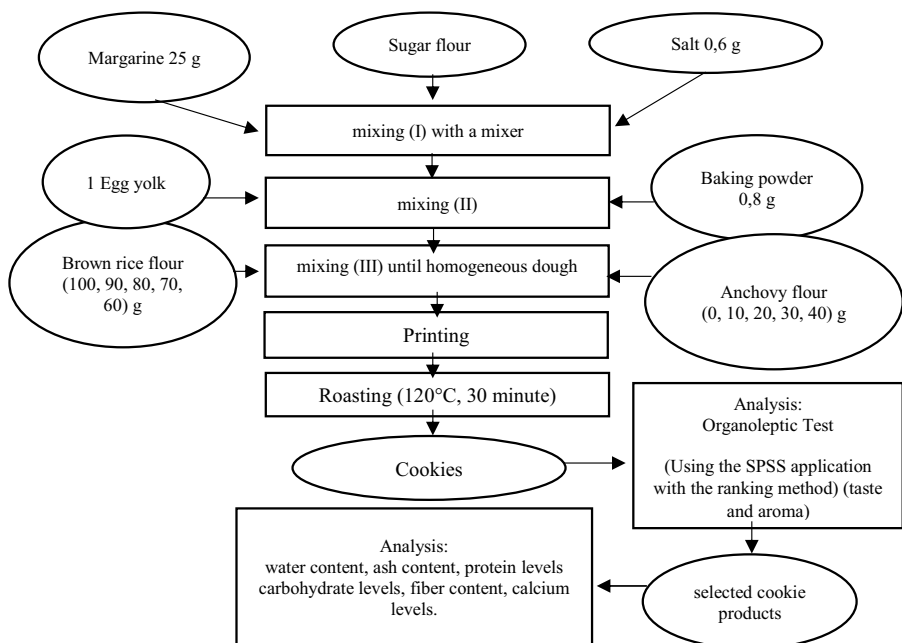 Margarine 25 g
Sugar flour
Salt 0,6 g
mixing (I) with a mixer
1 Egg yolk
mixing (II)
Baking powder
0,8 g
Brown rice flour
(100, 90, 80, 70,
60) g
mixing (III) until homogeneous dough
Anchovy flour
(0, 10, 20, 30, 40) g
Printing
Roasting (120°C, 30 minute)
Cookies
Analysis:
Organoleptic Test
(Using the SPSS application
with the ranking method) (taste
and aroma)
Analysis:
water content, ash content, protein levels
carbohydrate levels, fiber content, calcium
levels.
selected cookie
products